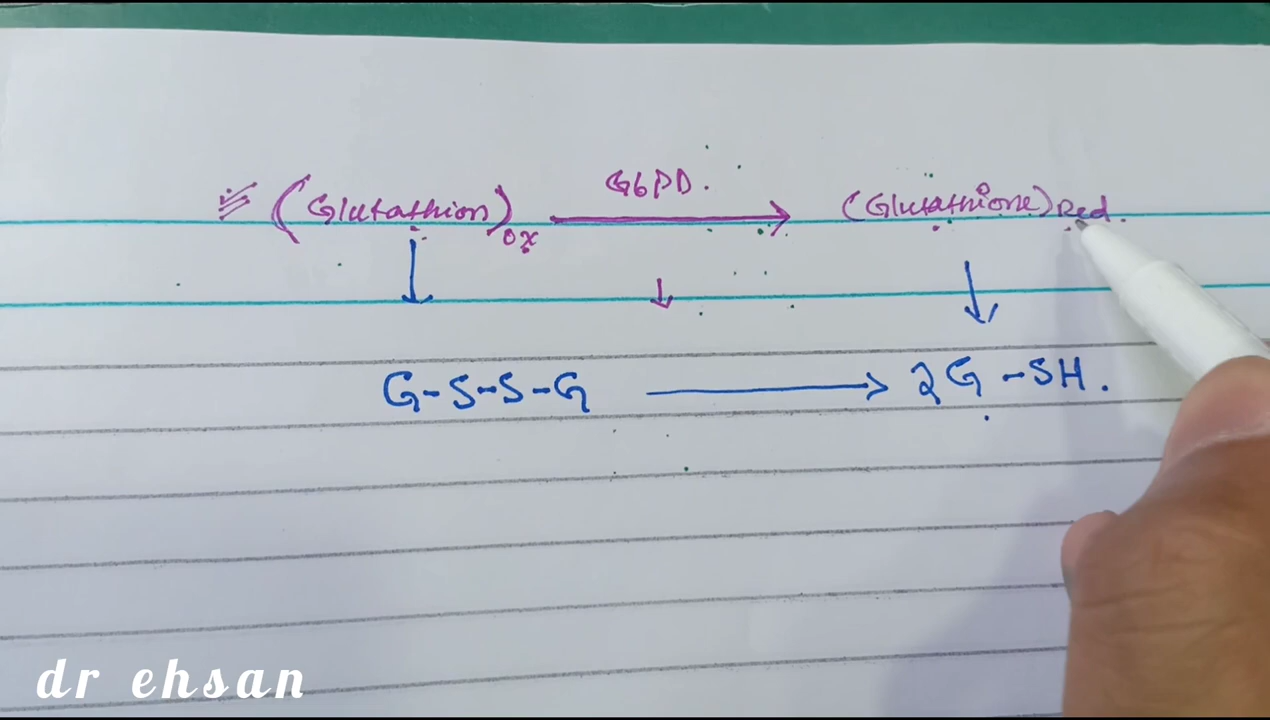 G6PD.
(Glutathion)ox → (Glutathione)Red.
G-S-S-G → 2G-SH.
dr ehsan